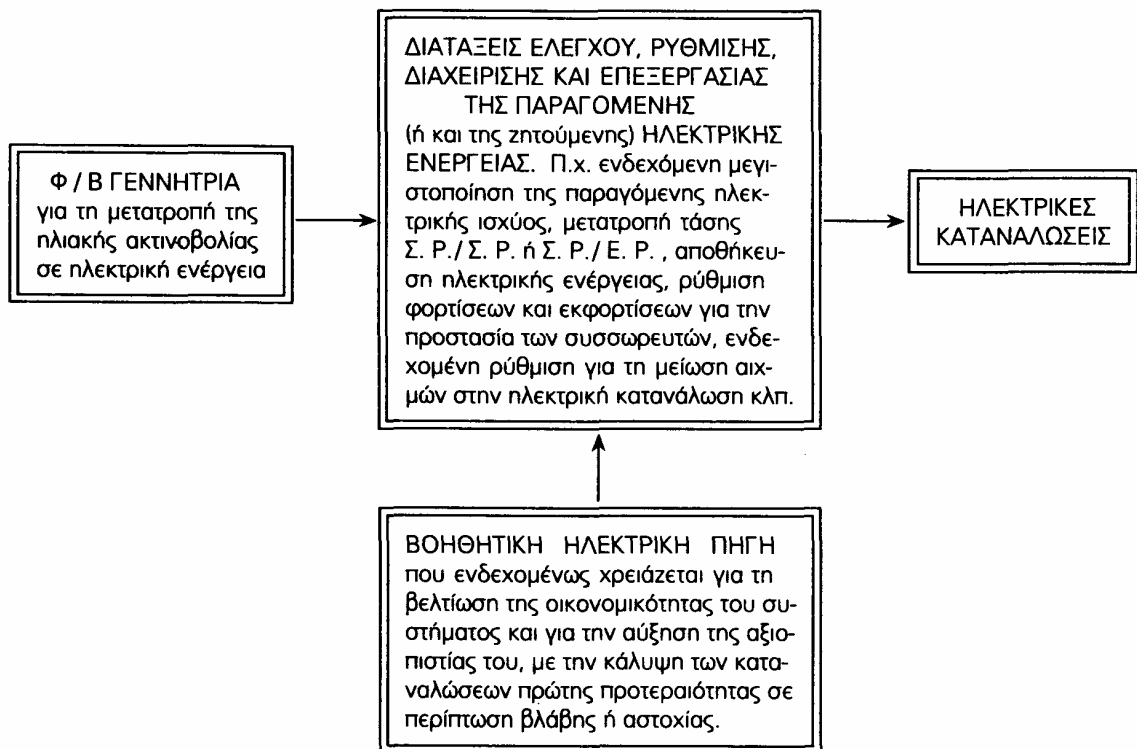 ΔΙΑΤΑΞΕΙΣ ΕΛΕΓΧΟΥ, ΡΥΘΜΙΣΗΣ,
ΔΙΑΧΕΙΡΙΣΗΣ ΚΑΙ ΕΠΕΞΕΡΓΑΣΙΑΣ
ΤΗΣ ΠΑΡΑΓΟΜΕΝΗΣ
(ή και της ζητούμενης) ΗΛΕΚΤΡΙΚΗΣ
ΕΝΕΡΓΕΙΑΣ. Π.χ. ενδεχόμενη μεγι-
στοποίηση της παραγόμενης ηλεκ-
τρικής ισχύος, μετατροπή τάσης
Σ. Ρ./ Σ. Ρ. ή Σ. Ρ./ Ε. Ρ. , αποθήκευ-
ση ηλεκτρικής ενέργειας, ρύθμιση
φορτίσεων και εκφορτίσεων για την
προστασία των συσσωρευτών, ενδε-
χομένη ρύθμιση για τη μείωση αιχ-
μών στην ηλεκτρική κατανάλωση κλπ.
Φ / Β ΓΕΝΝΗΤΡΙΑ
για τη μετατροπή της
ηλιακής ακτινοβολίας
σε ηλεκτρική ενέργεια
ΗΛΕΚΤΡΙΚΕΣ
ΚΑΤΑΝΑΛΩΣΕΙΣ
ΒΟΗΘΗΤΙΚΗ ΗΛΕΚΤΡΙΚΗ ΠΗΓΗ
που ενδεχομένως χρειάζεται για τη
βελτίωση της οικονομικότητας του συ-
στήματος και για την αύξηση της αξιο-
πιστίας του, με την κάλυψη των κατα-
ναλώσεων πρώτης προτεραιότητας σε
περίπτωση βλάβης ή αστοχίας.